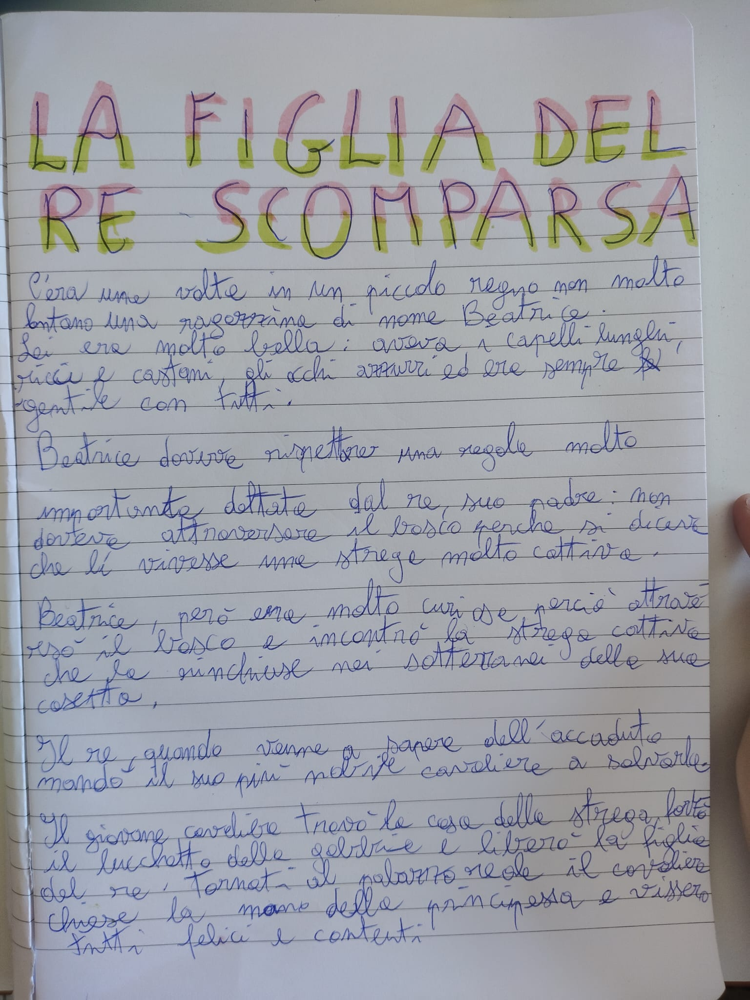 LA FIGLIA DEL
RE SCOMPARSA
C'era una volta in un piccolo regno non molto
lontano una ragazzina di nome Beatrice.
Lei era molto bella: aveva i capelli lunghi,
ricci e castani, gli occhi azzurri ed era sempre
gentile con tutti.
Beatrice doveva rispettare una regola molto
importante dettata dal re, suo padre: non
doveva attraversare il bosco perche si diceva
che lí vivesse una strega molto cattiva.
Beatrice, però era molto curiosa perciò attrave
rsò il bosco e incontrò la strega cattiva
che la rinchiuse nei sotterranei della sua
casetta.
Il re, quando venne a sapere dell'accaduto
mandò il suo più nobile cavaliere a salvarla.
Il giovane cavaliere trovò la casa della strega,
il lucchetto della gabbia e liberò la figlia
del re. Tornati al palazzo reale il cavaliere
chiese la mano della principessa e vissero
tutti felici e contenti